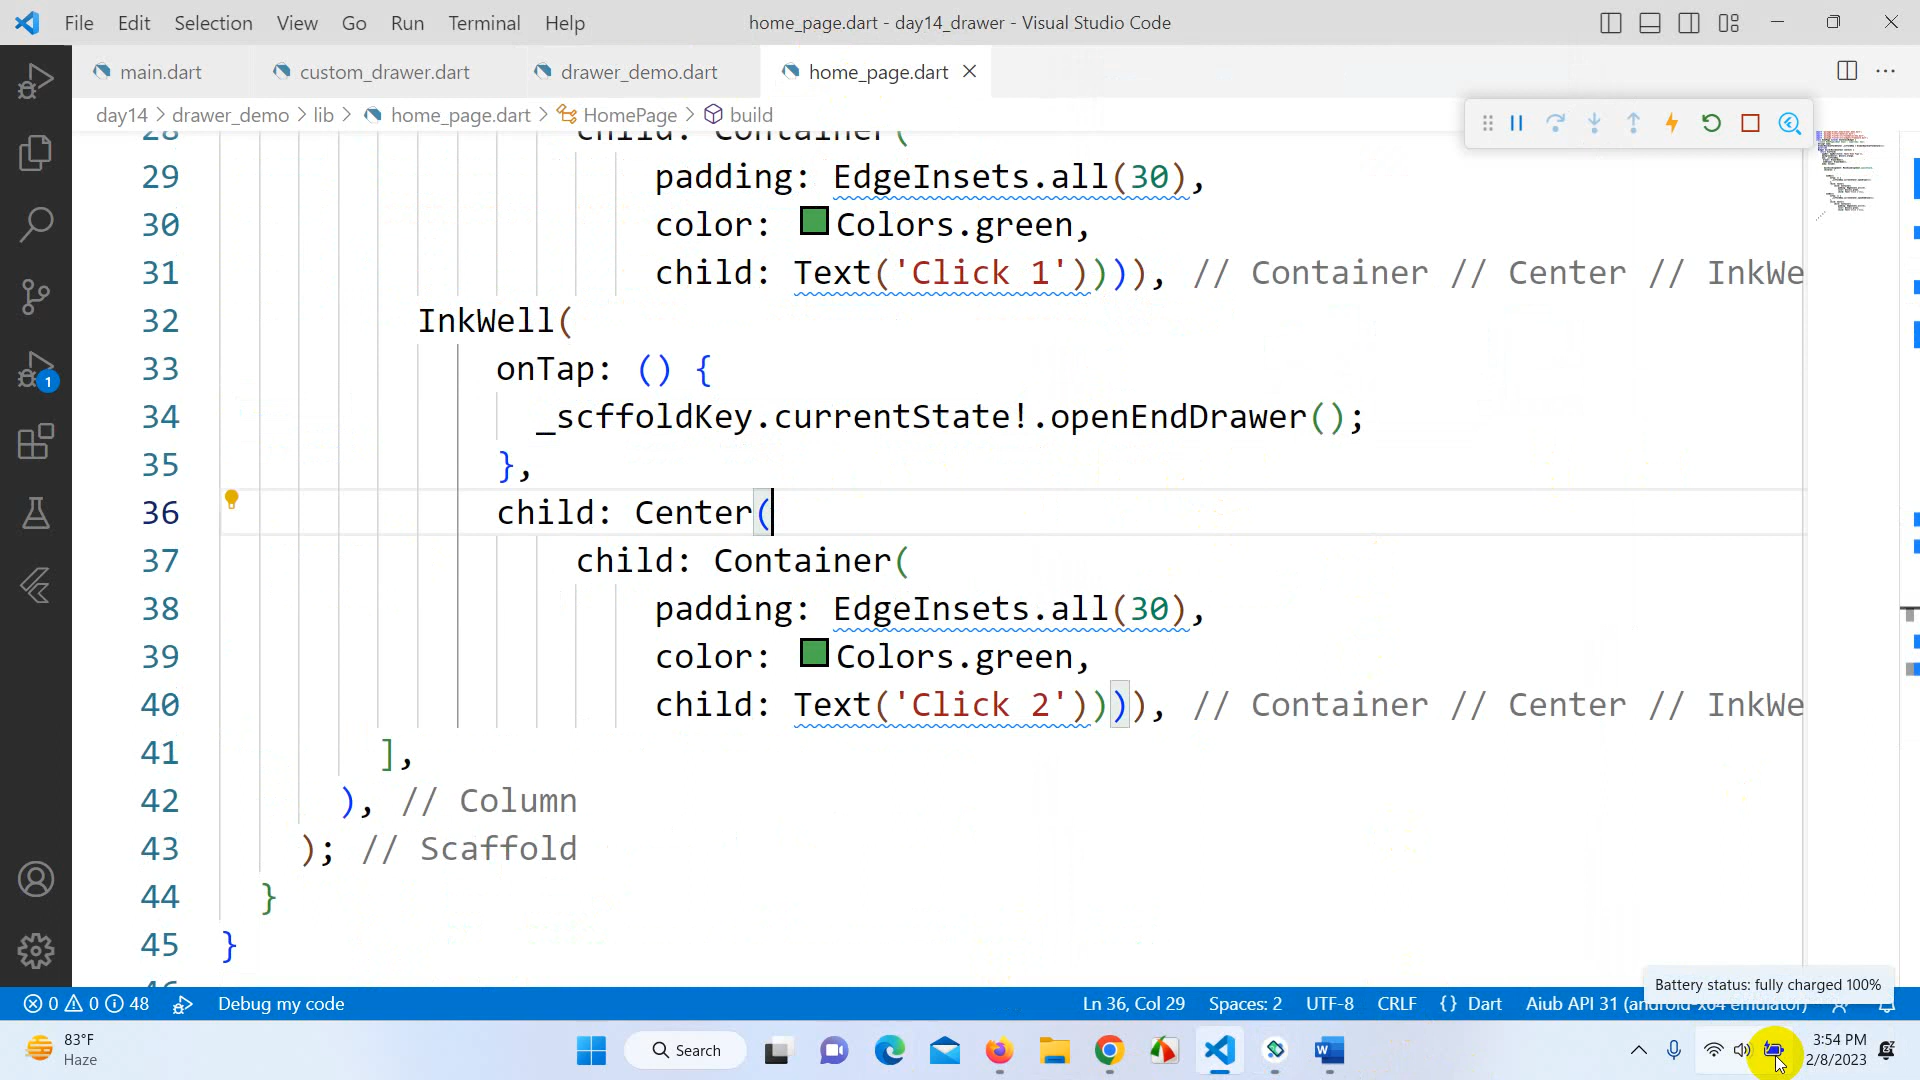 File Edit Selection View Go Run Terminal Help home_page.dart - day14_drawer - Visual Studio Code
main.dart custom_drawer.dart drawer_demo.dart home_page.dart
day14 > drawer_demo > lib > home_page.dart > HomePage > build
28 child: Container(
29 padding: EdgeInsets.all(30),
30 color: Colors.green,
31 child: Text('Click 1')))), // Container // Center // InkWe
32 InkWell(
33 onTap: () {
34 _scffoldKey.currentState!.openEndDrawer();
35 },
36 child: Center(
37 child: Container(
38 padding: EdgeInsets.all(30),
39 color: Colors.green,
40 child: Text('Click 2')))), // Container // Center // InkWe
41 ],
42 ), // Column
43 ); // Scaffold
44 }
45 }
1
Battery status: fully charged 100%
0 0 48 Debug my code Ln 36, Col 29 Spaces: 2 UTF-8 CRLF {} Dart Aiub API 31 (android-x64 emulator)
83°F
Haze
Search
3:54 PM
2/8/2023